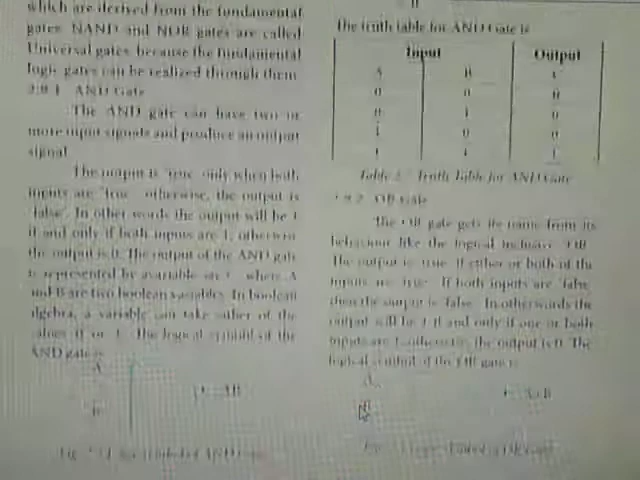 which are derived from the fundamental
gates. NAND and NOR gates are called
Universal gates, because the fundamental
logic gates can be realized through them.
AND Gate
The AND gate can have two or
more input signals and produce an output
signal.
The output is "true" only when both
inputs are "true", otherwise, the output is
"false". In other words the output will be 1
if and only if both inputs are 1; otherwise
the output is 0. The output of the AND gate
is represented by a variable say C, where A
and B are two boolean variables. In boolean
algebra, a variable can take either of the
values 0 or 1. The logical symbol of the
AND gate is
A
B
AB
The truth table for AND Gate is
Input Output
A B C
0 0 0
0 1 0
1 0 0
1 1 1
Table 2. Truth Table for AND Gate
OR Gate
The OR gate gets its name from its
behaviour like the logical inclusive "OR".
The output is "true" if either or both of the
inputs are "true". If both inputs are "false"
then the output is "false". In otherwords the
output will be 1 if and only if one or both
inputs are 1; otherwise, the output is 0. The
logical symbol of the OR gate is
A
A+B